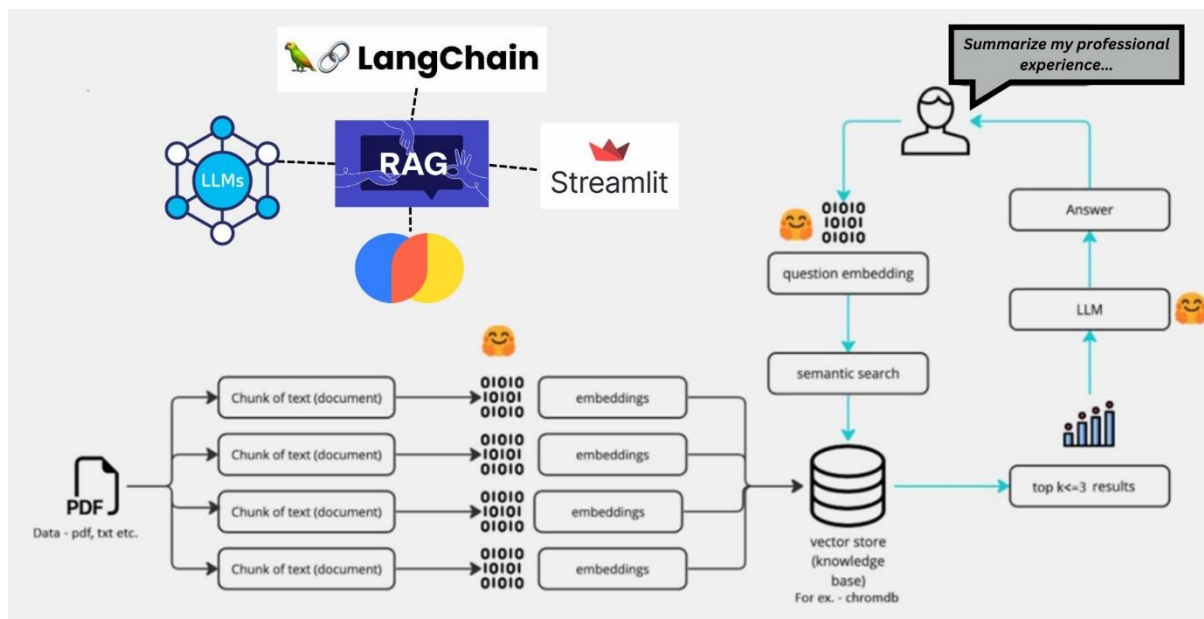 LangChain
Summarize my professional
experience...
LLMs
RAG
Streamlit
01010
10101
01010
question embedding
Answer
LLM
semantic search
Chunk of text (document)
01010
10101
01010
embeddings
Chunk of text (document)
01010
10101
01010
embeddings
PDF
Data - pdf, txt etc.
Chunk of text (document)
01010
10101
01010
embeddings
Chunk of text (document)
01010
10101
01010
embeddings
top k<=3 results
vector store
(knowledge
base)
For ex. - chromdb